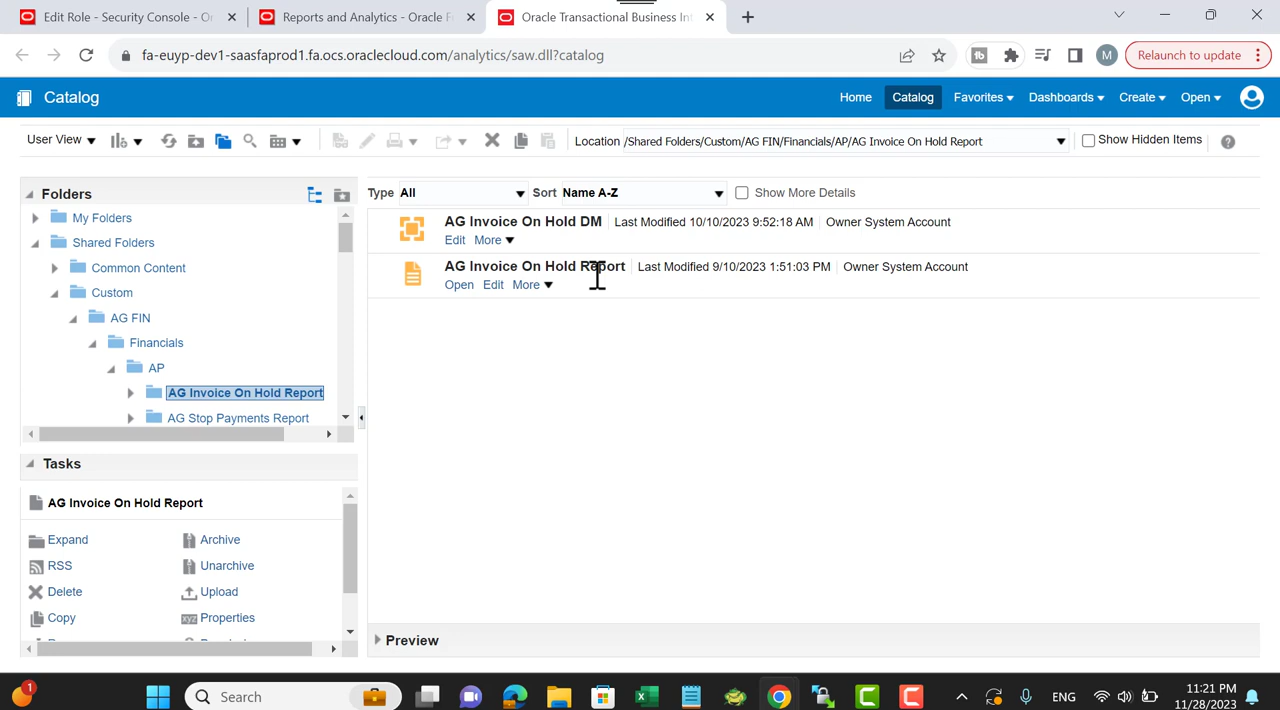 Edit Role - Security Console - Or
Reports and Analytics - Oracle F
Oracle Transactional Business Int
fa-euyp-dev1-saasfaprod1.fa.ocs.oraclecloud.com/analytics/saw.dll?catalog
M
Relaunch to update
Catalog
Home
Catalog
Favorites
Dashboards
Create
Open
User View
Location /Shared Folders/Custom/AG FIN/Financials/AP/AG Invoice On Hold Report
Show Hidden Items
Folders
My Folders
Shared Folders
Common Content
Custom
AG FIN
Financials
AP
AG Invoice On Hold Report
AG Stop Payments Report
Type All Sort Name A-Z Show More Details
AG Invoice On Hold DM Last Modified 10/10/2023 9:52:18 AM Owner System Account
Edit More
AG Invoice On Hold Report Last Modified 9/10/2023 1:51:03 PM Owner System Account
Open Edit More
Tasks
AG Invoice On Hold Report
Expand Archive
RSS Unarchive
Delete Upload
Copy xyz Properties
Preview
1
Search
ENG
11:21 PM
11/28/2023